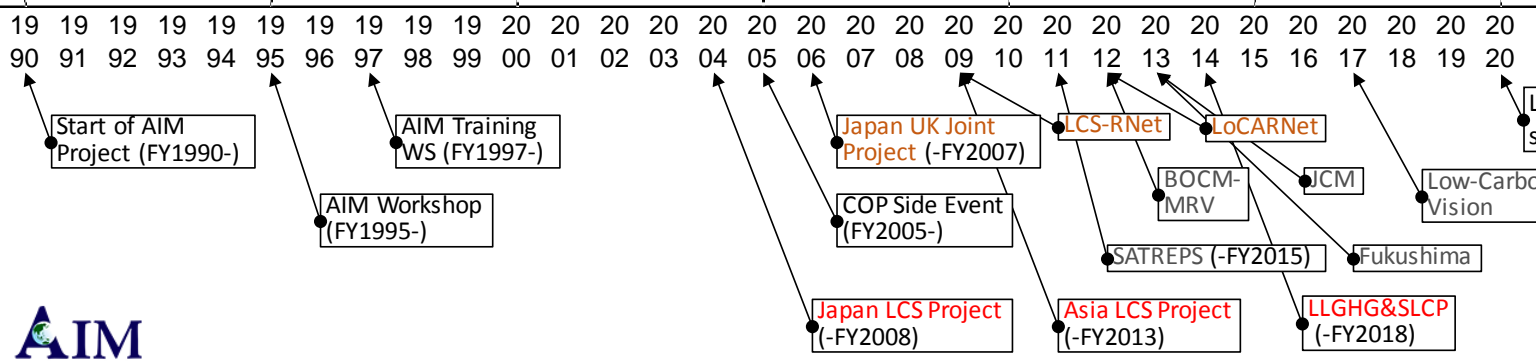 19 19 19 19 19 19 19 19 19 19 20 20 20 20 20 20 20 20 20 20 20 20 20 20 20 20 20 20 20 20 20
90 91 92 93 94 95 96 97 98 99 00 01 02 03 04 05 06 07 08 09 10 11 12 13 14 15 16 17 18 19 20
Start of AIM
Project (FY1990-)
AIM Training
WS (FY1997-)
Japan UK Joint
Project (-FY2007)
LCS-RNet
LoCARNet
L
s
AIM Workshop
(FY1995-)
COP Side Event
(FY2005-)
BOCM-
MRV
JCM
Low-Carbo
Vision
SATREPS (-FY2015)
Fukushima
Japan LCS Project
(-FY2008)
Asia LCS Project
(-FY2013)
LLGHG&SLCP
(-FY2018)
AIM